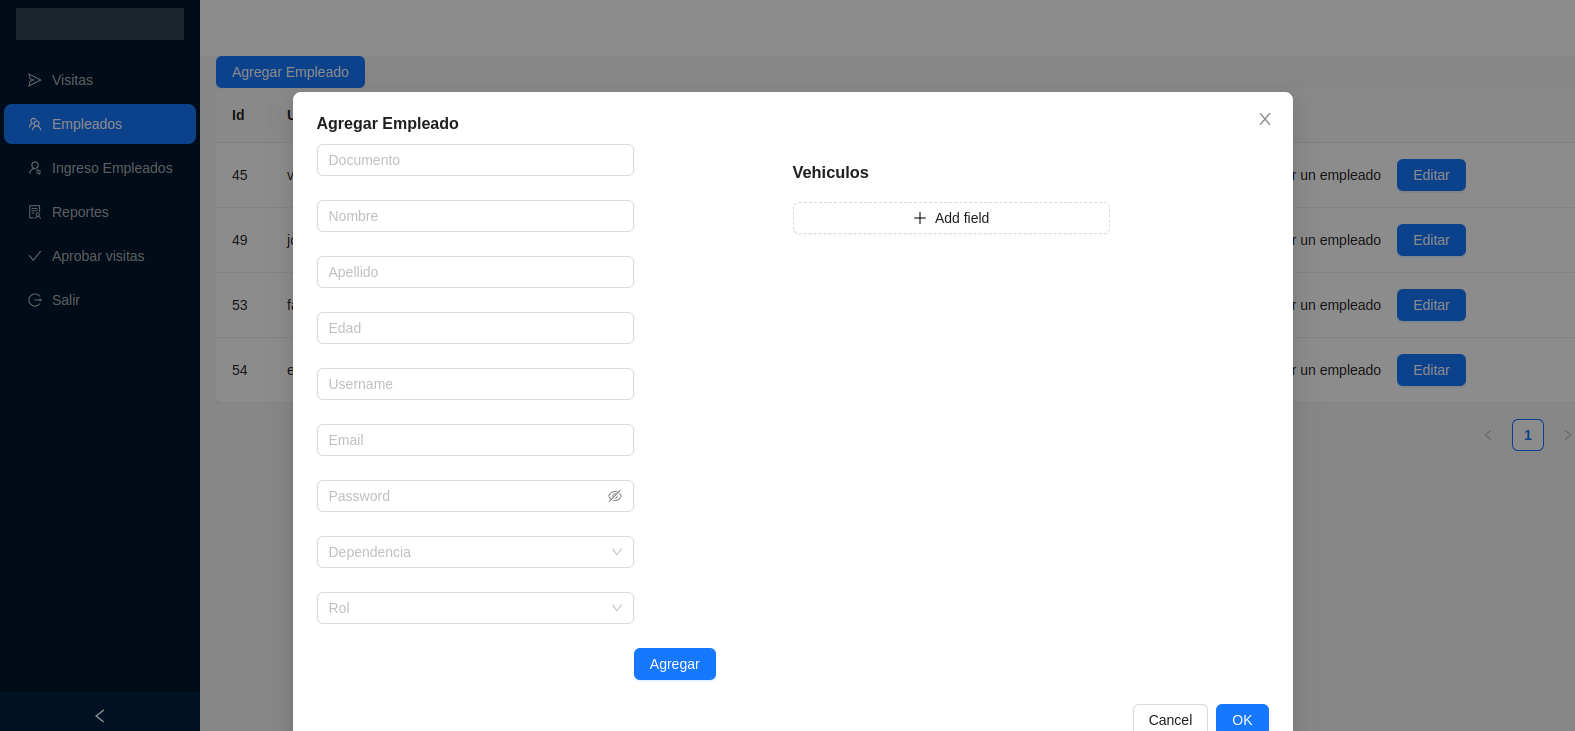 Visitas
Empleados
Ingreso Empleados
Reportes
Aprobar visitas
Salir
Agregar Empleado
Id
45
49
53
54
Agregar Empleado
Documento
Nombre
Apellido
Edad
Username
Email
Password
Dependencia
Rol
Agregar
Vehiculos
Add field
Cancel
OK
un empleado Editar
un empleado Editar
un empleado Editar
un empleado Editar
1